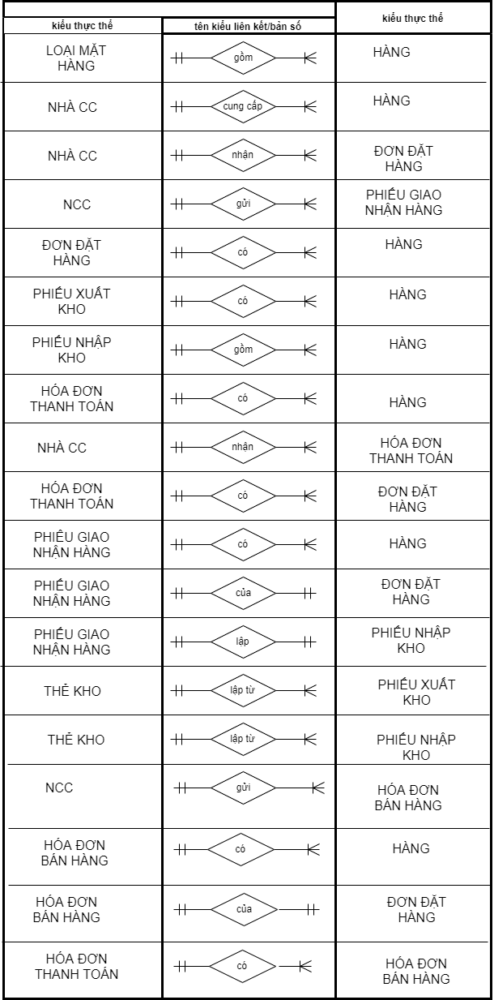 kiểu thực thể
tên kiểu liên kết/bản số
kiểu thực thể
LOẠI MẶT
HÀNG
gồm
HÀNG
NHÀ CC
cung cấp
HÀNG
NHÀ CC
nhận
ĐƠN ĐẶT
HÀNG
NCC
gửi
PHIẾU GIAO
NHẬN HÀNG
ĐƠN ĐẶT
HÀNG
có
HÀNG
PHIẾU XUẤT
KHO
có
HÀNG
PHIẾU NHẬP
KHO
gồm
HÀNG
HÓA ĐƠN
THANH TOÁN
có
HÀNG
NHÀ CC
nhận
HÓA ĐƠN
THANH TOÁN
HÓA ĐƠN
THANH TOÁN
có
ĐƠN ĐẶT
HÀNG
PHIÊU GIAO
NHẬN HÀNG
có
HÀNG
PHIẾU GIAO
NHẬN HÀNG
của
ĐƠN ĐẶT
HÀNG
PHIẾU GIAO
NHẬN HÀNG
lập
PHIẾU NHẬP
KHO
THẺ KHO
lập từ
PHIẾU XUẤT
KHO
THẺ KHO
lập từ
PHIẾU NHẬP
KHO
NCC
gửi
HÓA ĐƠN
BÁN HÀNG
HÓA ĐƠN
BÁN HÀNG
có
HÀNG
HÓA ĐƠN
BÁN HÀNG
của
ĐƠN ĐẶT
HÀNG
HÓA ĐƠN
THANH TOÁN
có
HÓA ĐƠN
BÁN HÀNG